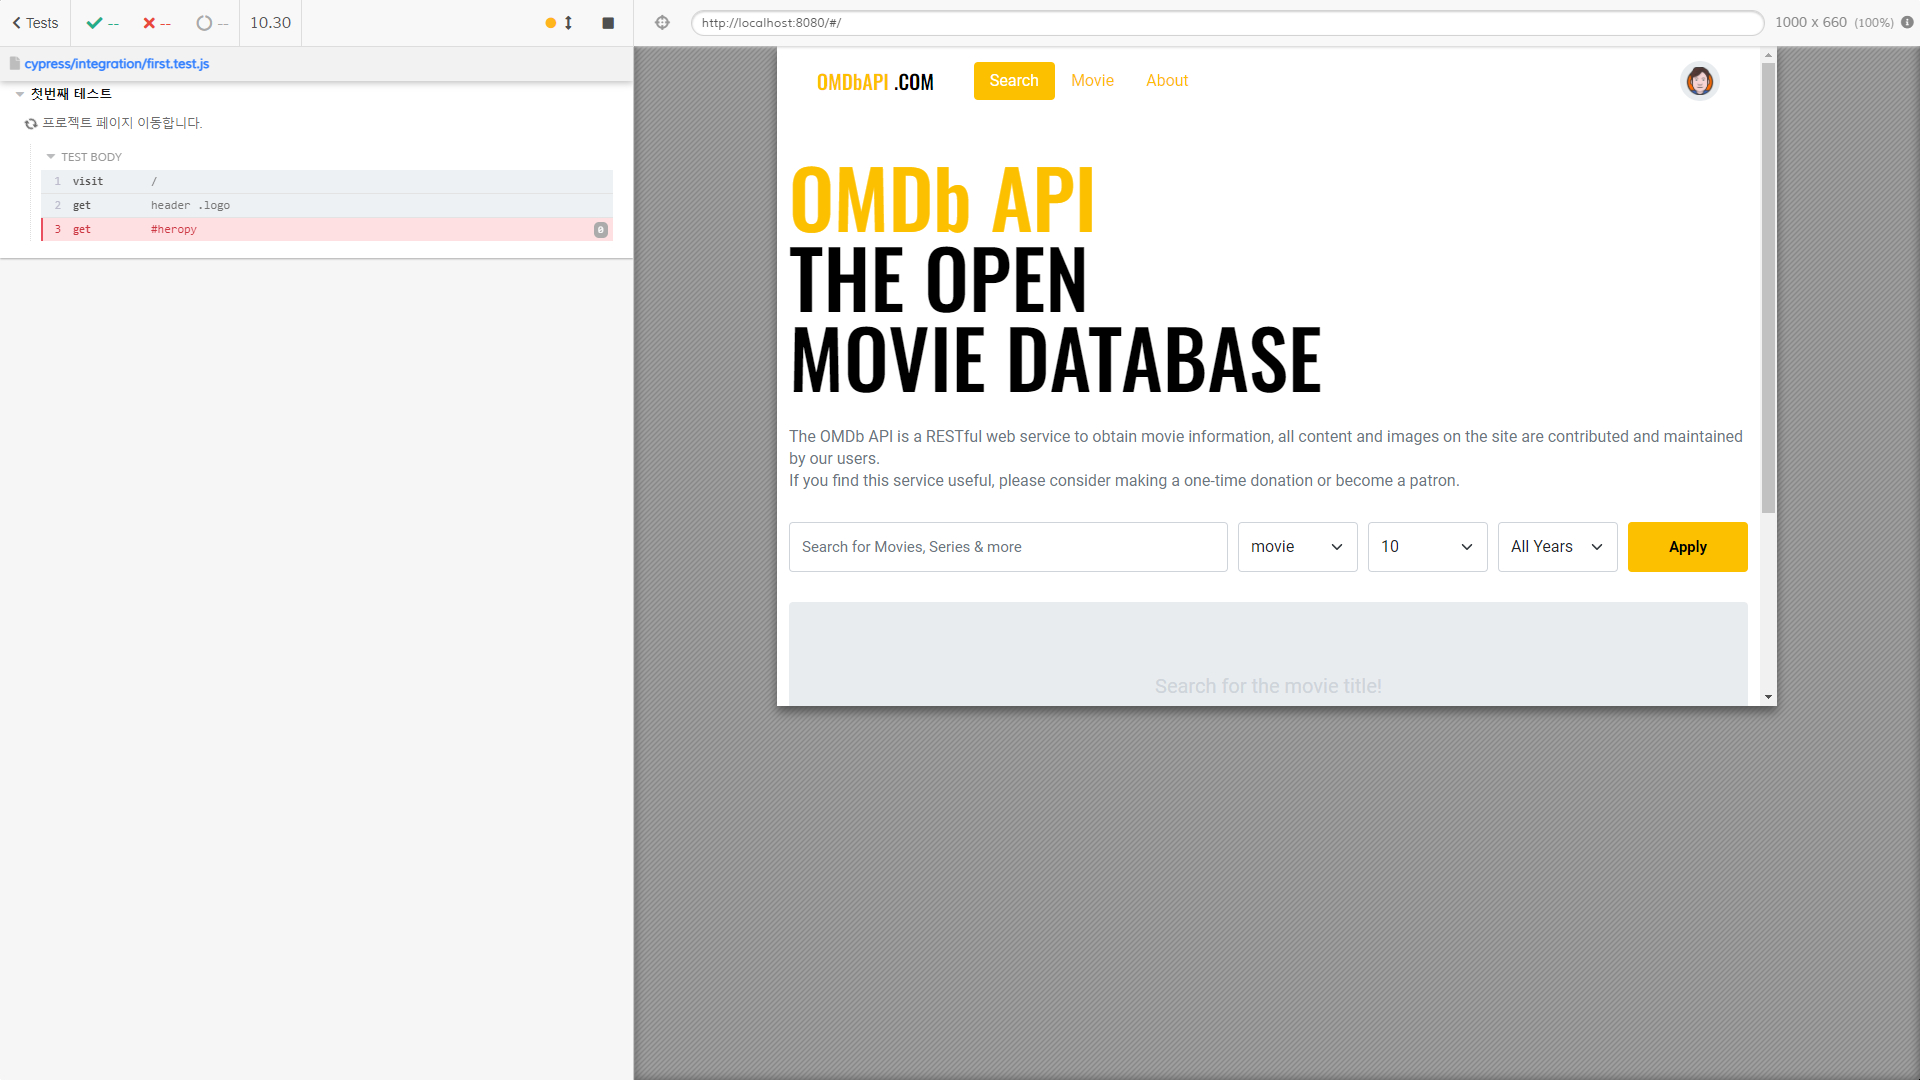 Tests
--
--
--
10.30
http://localhost:8080/#/
1000 x 660 (100%)
cypress/integration/first.test.js
첫번째 테스트
프로젝트 페이지 이동합니다.
TEST BODY
1 visit /
2 get header .logo
3 get #heropy 0
OMDbAPI .COM
Search
Movie
About
OMDb API
THE OPEN
MOVIE DATABASE
The OMDb API is a RESTful web service to obtain movie information, all content and images on the site are contributed and maintained
by our users.
If you find this service useful, please consider making a one-time donation or become a patron.
Search for Movies, Series & more
movie
10
All Years
Apply
Search for the movie title!